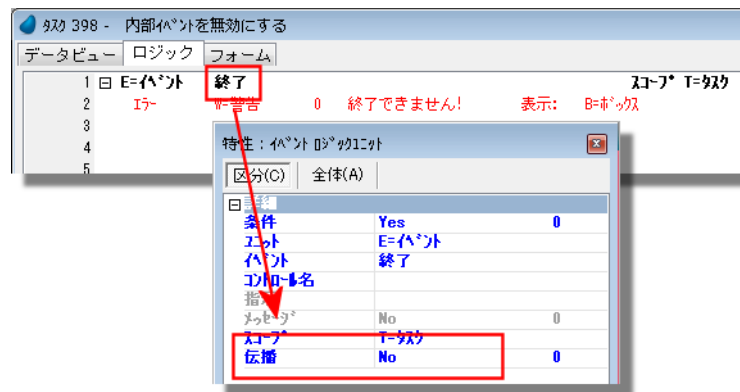 ﾀｽｸ 398 - 内部ｲﾍﾞﾝﾄを無効にする
データビュー ロジック フォーム
1 E=ｲﾍﾞﾝﾄ 終了 ｽｺｰﾌﾟ T=ﾀｽｸ
2 ｴﾗｰ W=警告 0 終了できません! 表示: B=ﾎﾞｯｸｽ
3
4
5
特性：ｲﾍﾞﾝﾄ ﾛｼﾞｯｸﾕﾆｯﾄ
区分(C) 全体(A)
詳細
条件 Yes 0
ﾕﾆｯﾄ E=ｲﾍﾞﾝﾄ
ｲﾍﾞﾝﾄ 終了
ｺﾝﾄﾛｰﾙ名
ﾒｯｾｰｼﾞ No 0
ｽｺｰﾌﾟ T=ﾀｽｸ
伝播 No 0